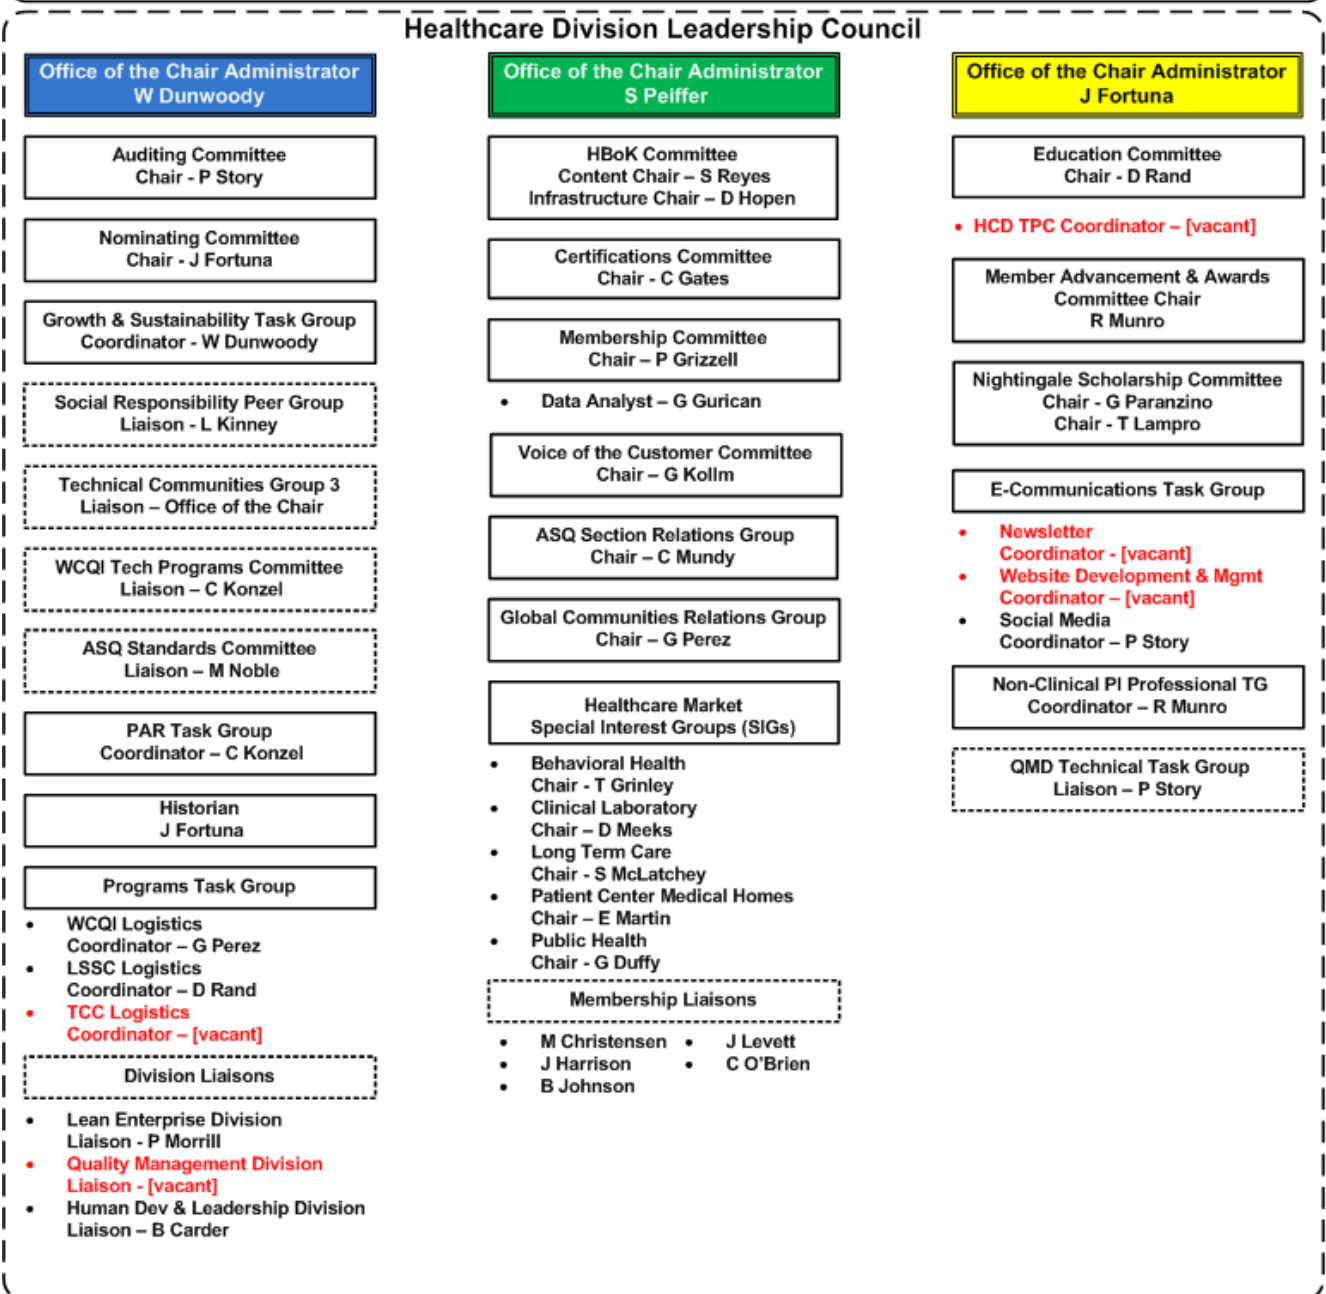 Healthcare Division Leadership Council
Office of the Chair Administrator
W Dunwoody
Auditing Committee
Chair - P Story
Nominating Committee
Chair - J Fortuna
Growth & Sustainability Task Group
Coordinator - W Dunwoody
Social Responsibility Peer Group
Liaison - L Kinney
Technical Communities Group 3
Liaison – Office of the Chair
WCQI Tech Programs Committee
Liaison – C Konzel
ASQ Standards Committee
Liaison – M Noble
PAR Task Group
Coordinator – C Konzel
Historian
J Fortuna
Programs Task Group
• WCQI Logistics
Coordinator – G Perez
• LSSC Logistics
Coordinator – D Rand
• TCC Logistics
Coordinator – [vacant]
Division Liaisons
• Lean Enterprise Division
Liaison - P Morrill
• Quality Management Division
Liaison - [vacant]
• Human Dev & Leadership Division
Liaison – B Carder
Office of the Chair Administrator
S Peiffer
HBoK Committee
Content Chair – S Reyes
Infrastructure Chair – D Hopen
Certifications Committee
Chair - C Gates
Membership Committee
Chair – P Grizzell
• Data Analyst – G Gurican
Voice of the Customer Committee
Chair – G Kollm
ASQ Section Relations Group
Chair – C Mundy
Global Communities Relations Group
Chair – G Perez
Healthcare Market
Special Interest Groups (SIGs)
• Behavioral Health
Chair - T Grinley
• Clinical Laboratory
Chair – D Meeks
• Long Term Care
Chair - S McLatchey
• Patient Center Medical Homes
Chair – E Martin
• Public Health
Chair - G Duffy
Membership Liaisons
• M Christensen • J Levett
• J Harrison • C O'Brien
• B Johnson
Office of the Chair Administrator
J Fortuna
Education Committee
Chair - D Rand
• HCD TPC Coordinator – [vacant]
Member Advancement & Awards
Committee Chair
R Munro
Nightingale Scholarship Committee
Chair - G Paranzino
Chair - T Lampro
E-Communications Task Group
• Newsletter
Coordinator - [vacant]
• Website Development & Mgmt
Coordinator – [vacant]
• Social Media
Coordinator – P Story
Non-Clinical PI Professional TG
Coordinator – R Munro
QMD Technical Task Group
Liaison – P Story